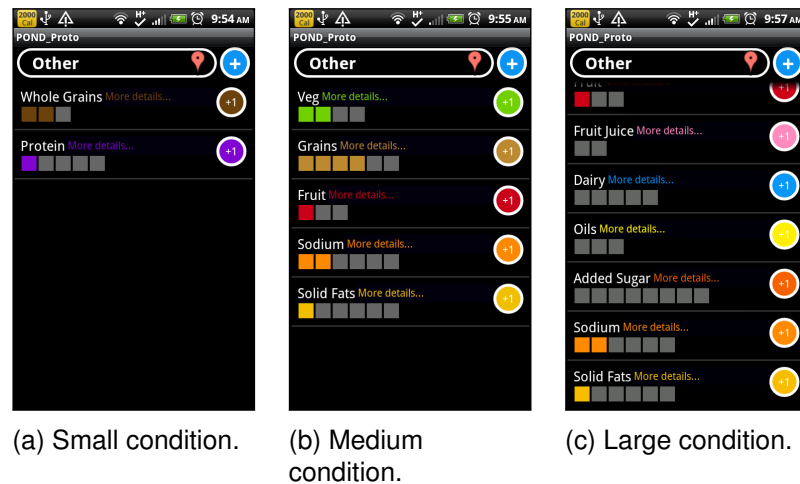 2000 Cal H+ 9:54 AM
POND_Proto
Other +
Whole Grains More details... +1
Protein More details... +1
(a) Small condition.
2000 Cal H+ 9:55 AM
POND_Proto
Other +
Veg More details... +1
Grains More details... +1
Fruit More details... +1
Sodium More details... +1
Solid Fats More details... +1
(b) Medium
condition.
2000 Cal H+ 9:57 AM
POND_Proto
Other +
Fruit +1
Fruit Juice More details... +1
Dairy More details... +1
Oils More details... +1
Added Sugar More details... +1
Sodium More details... +1
Solid Fats More details... +1
(c) Large condition.